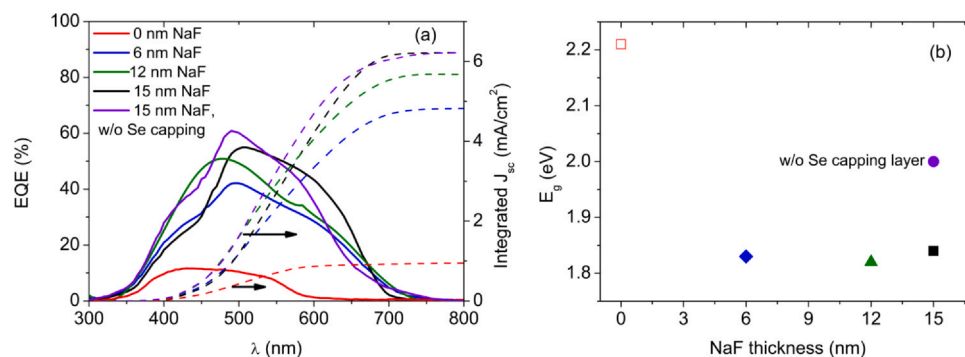 (a)
0 nm NaF
6 nm NaF
12 nm NaF
15 nm NaF
15 nm NaF,
w/o Se capping
100
80
60
40
20
0
EQE (%)
300 400 500 600 700 800
λ (nm)
6
4
2
0
Integrated Jsc (mA/cm2)
(b)
2.2
2.1
2.0
1.9
1.8
Eg (eV)
w/o Se capping layer
0 3 6 9 12 15
NaF thickness (nm)